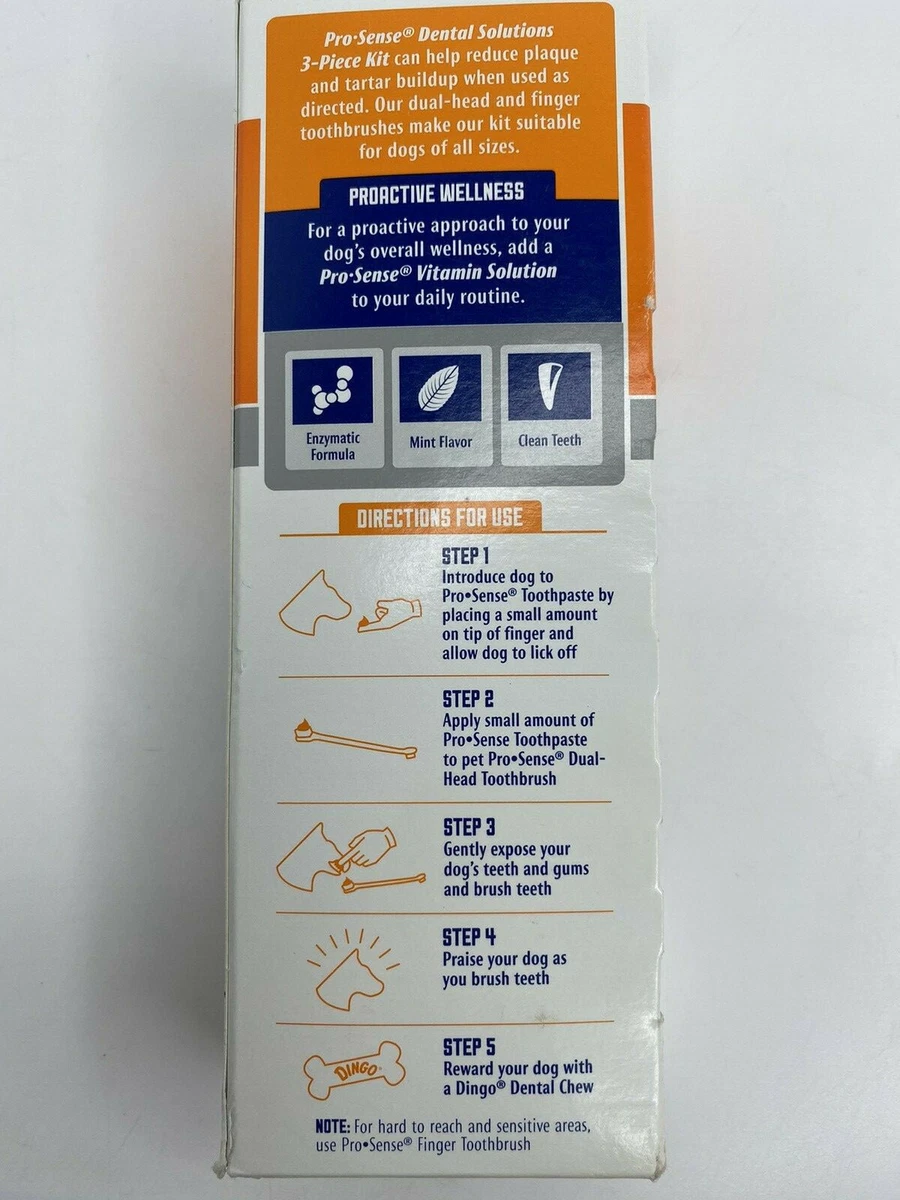 Pro•Sense® Dental Solutions
3-Piece Kit can help reduce plaque
and tartar buildup when used as
directed. Our dual-head and finger
toothbrushes make our kit suitable
for dogs of all sizes.
PROACTIVE WELLNESS
For a proactive approach to your
dog's overall wellness, add a
Pro•Sense® Vitamin Solution
to your daily routine.
Enzymatic
Formula
Mint Flavor
Clean Teeth
DIRECTIONS FOR USE
STEP 1
Introduce dog to
Pro•Sense® Toothpaste by
placing a small amount
on tip of finger and
allow dog to lick off
STEP 2
Apply small amount of
Pro•Sense Toothpaste
to pet Pro•Sense® Dual-
Head Toothbrush
STEP 3
Gently expose your
dog's teeth and gums
and brush teeth
STEP 4
Praise your dog as
you brush teeth
DINGO
STEP 5
Reward your dog with
a Dingo® Dental Chew
NOTE: For hard to reach and sensitive areas,
use Pro•Sense® Finger Toothbrush